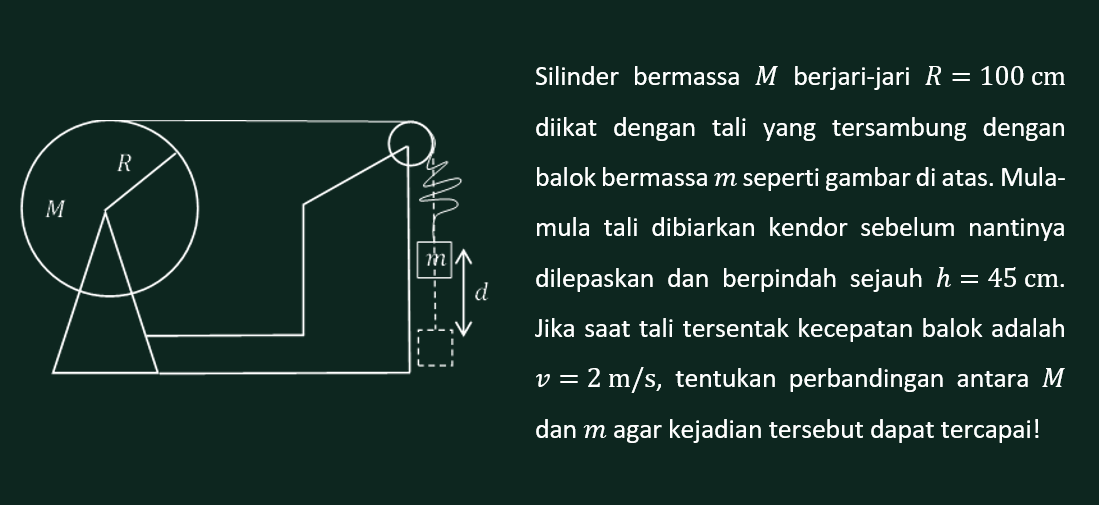 R
M
m
d
Silinder bermassa M berjari-jari R = 100 cm
diikat dengan tali yang tersambung dengan
balok bermassa m seperti gambar di atas. Mula-
mula tali dibiarkan kendor sebelum nantinya
dilepaskan dan berpindah sejauh h = 45 cm.
Jika saat tali tersentak kecepatan balok adalah
v = 2 m/s, tentukan perbandingan antara M
dan m agar kejadian tersebut dapat tercapai!